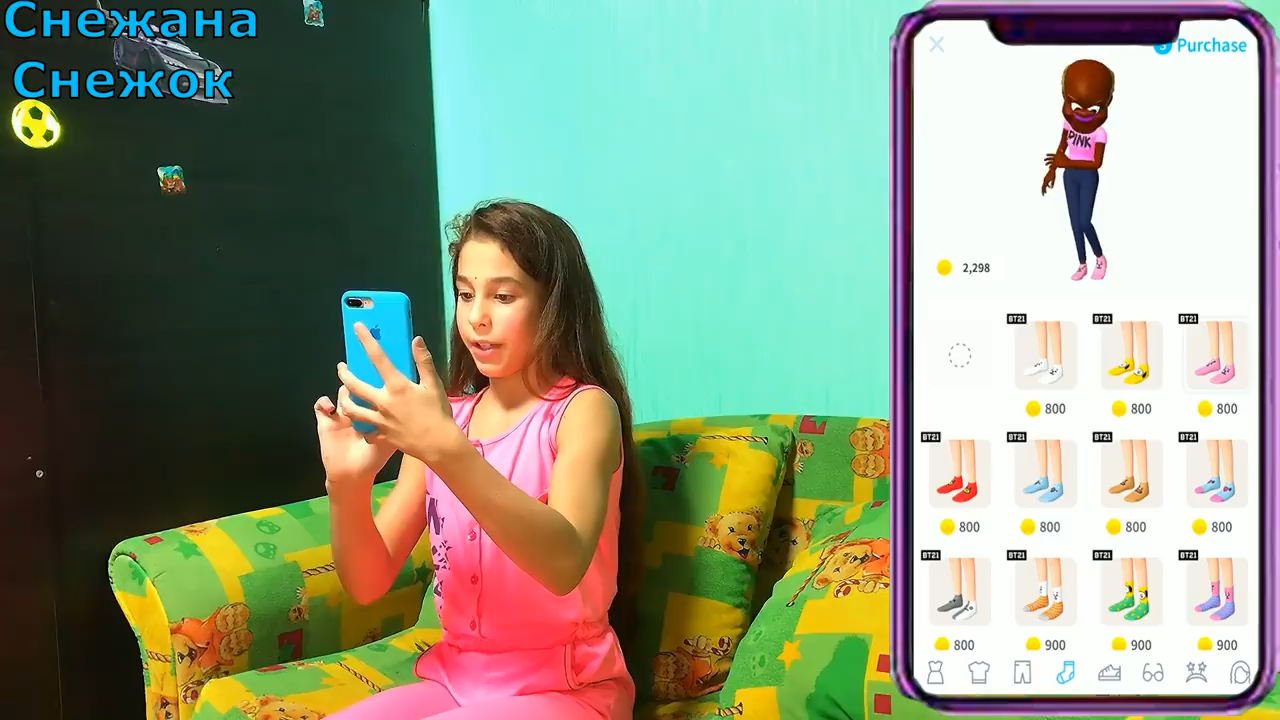 Снежана
Снежок
3 Purchase
PINK
2,298
BT21 BT21 BT21
800 800 800
BT21 BT21 BT21 BT21
800 800 800 800
BT21 BT21 BT21 BT21
800 900 900 900